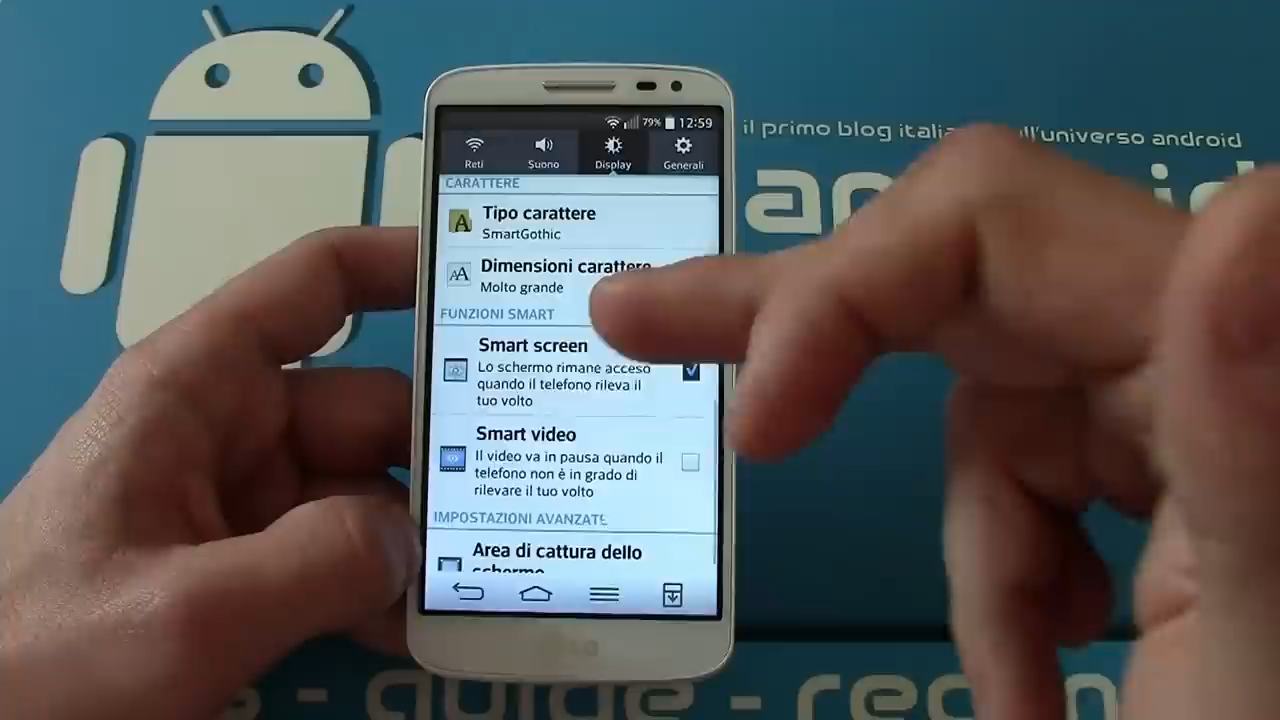 il primo blog
universo android
79% 12:59
Reti
Suono
Display
Generali
CARATTERE
Tipo carattere
SmartGothic
Dimensioni carattere
Molto grande
FUNZIONI SMART
Smart screen
Lo schermo rimane acceso
quando il telefono rileva il
tuo volto
Smart video
Il video va in pausa quando il
telefono non è in grado di
rilevare il tuo volto
IMPOSTAZIONI AVANZATE
Area di cattura dello
schermo
LG
- guide -